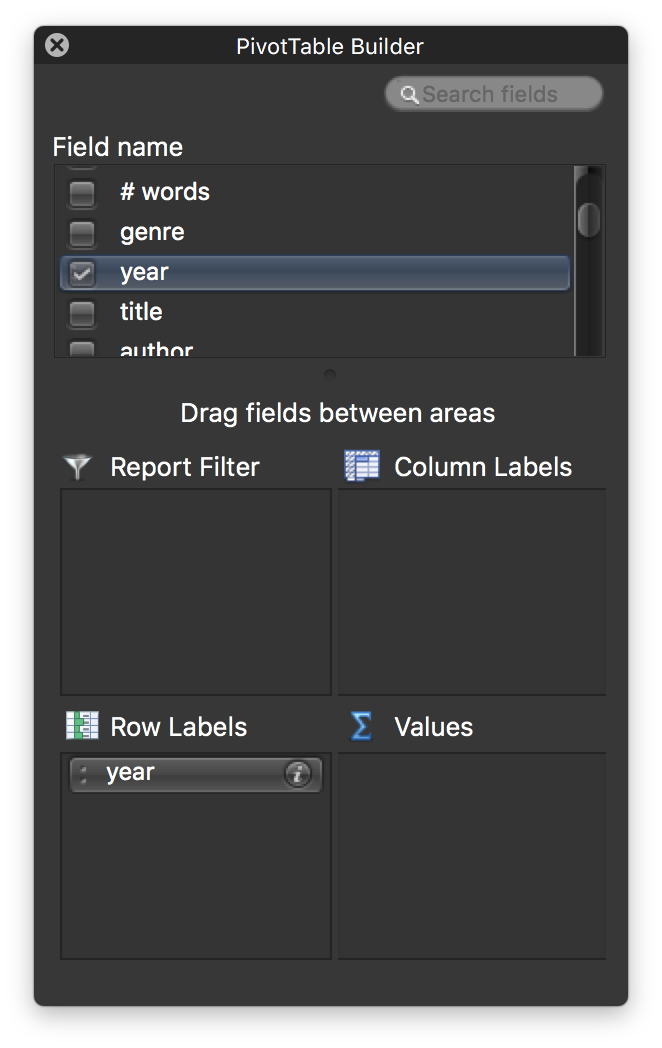 PivotTable Builder
Search fields
Field name
# words
genre
year
title
author
Drag fields between areas
Report Filter
Column Labels
Row Labels
Values
year